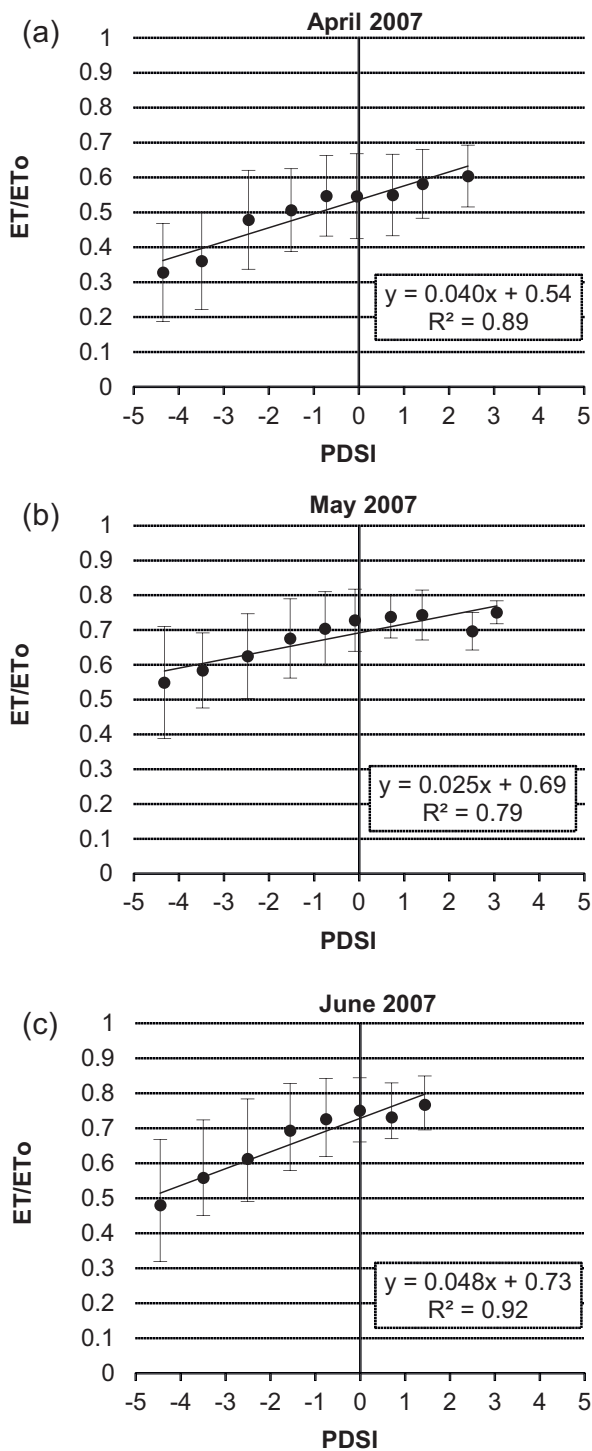 (a)
April 2007
1
0.9
0.8
0.7
0.6
0.5
0.4
0.3
0.2
0.1
0
ET/ETo
y = 0.040x + 0.54
R² = 0.89
-5 -4 -3 -2 -1 0 1 2 3 4 5
PDSI
(b)
May 2007
1
0.9
0.8
0.7
0.6
0.5
0.4
0.3
0.2
0.1
0
ET/ETo
y = 0.025x + 0.69
R² = 0.79
-5 -4 -3 -2 -1 0 1 2 3 4 5
PDSI
(c)
June 2007
1
0.9
0.8
0.7
0.6
0.5
0.4
0.3
0.2
0.1
0
ET/ETo
y = 0.048x + 0.73
R² = 0.92
-5 -4 -3 -2 -1 0 1 2 3 4 5
PDSI